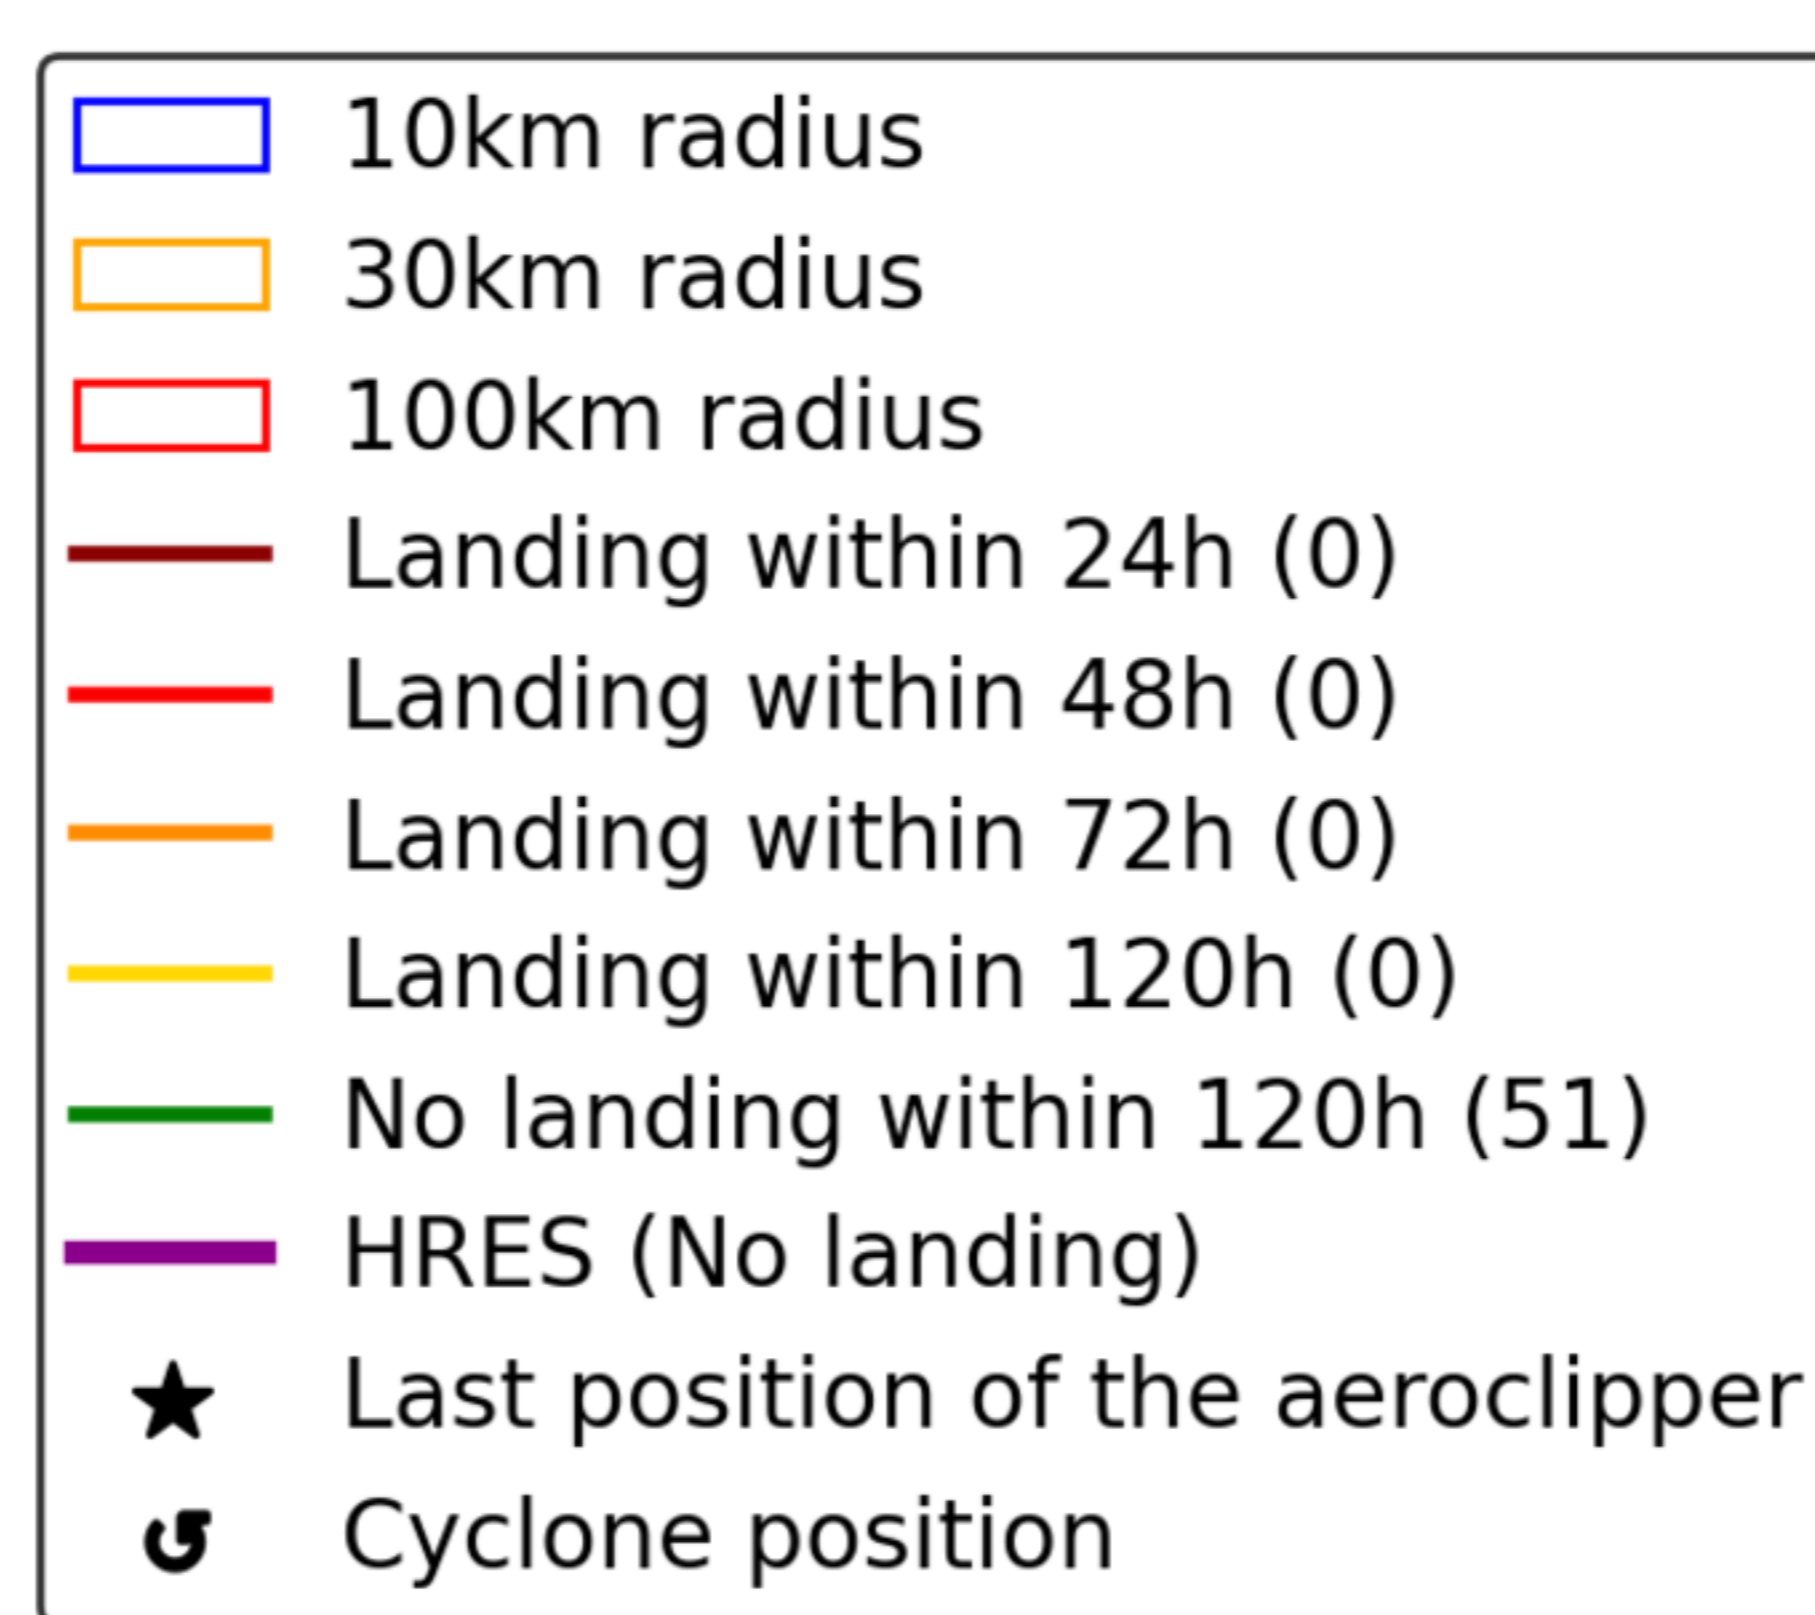 10km radius
30km radius
100km radius
Landing within 24h (0)
Landing within 48h (0)
Landing within 72h (0)
Landing within 120h (0)
No landing within 120h (51)
HRES (No landing)
Last position of the aeroclipper
Cyclone position